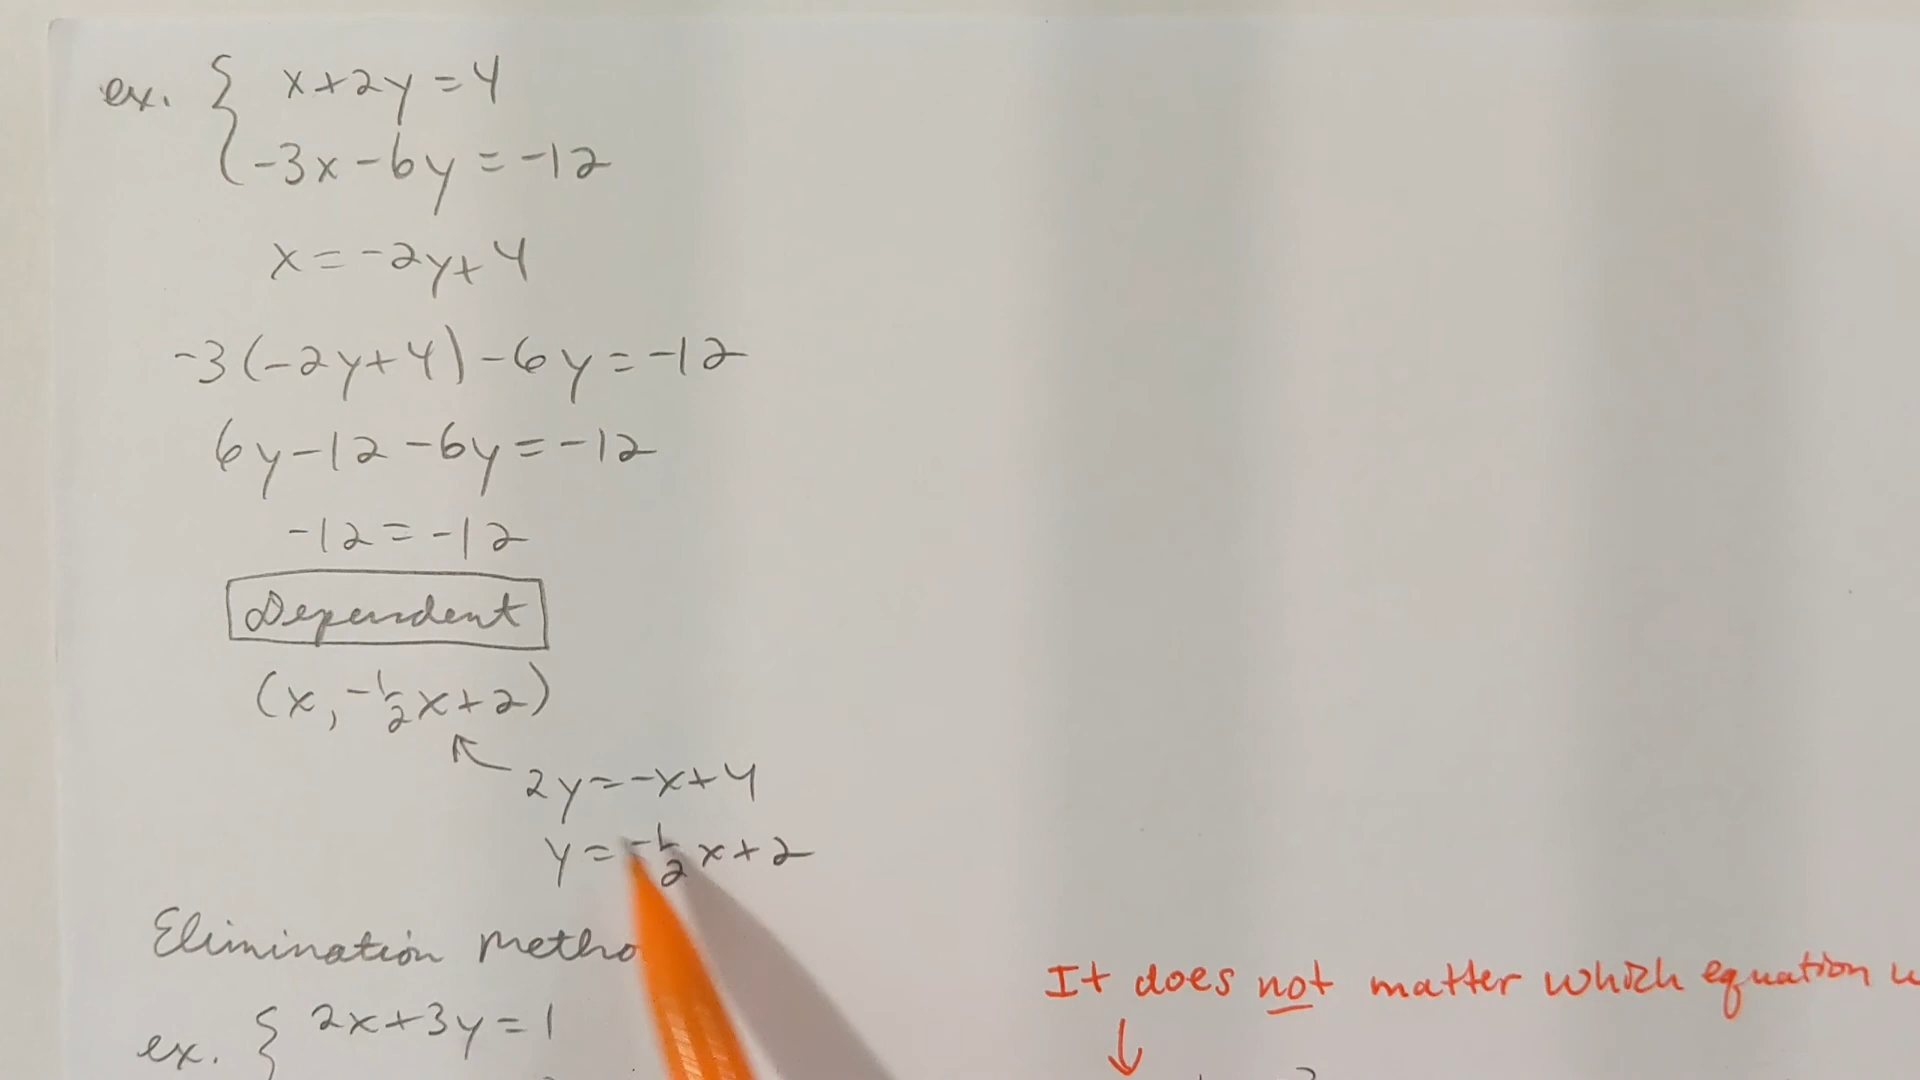 ex. { x+2y=4
-3x-6y=-12
x=-2y+4
-3(-2y+4)-6y=-12
6y-12-6y=-12
-12=-12
Dependent
(x, -1/2x+2)
↖ 2y=-x+4
y=-1/2x+2
Elimination
It does not matter which equation
↓
ex. { 2x+3y=1